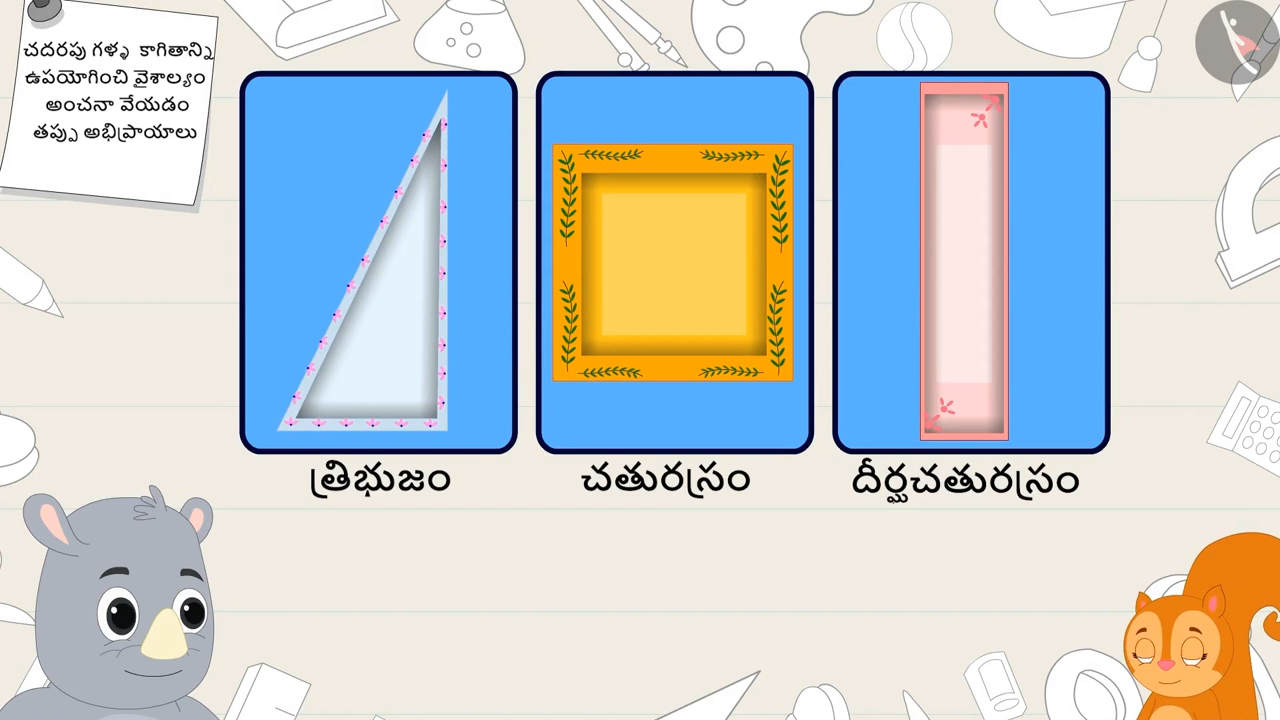 చదరపు గళ్ళ కాగితాన్ని
ఉపయోగించి వైశాల్యం
అంచనా వేయడం
తప్పు అభిప్రాయాలు
త్రిభుజం
చతురస్రం
దీర్ఘచతురస్రం